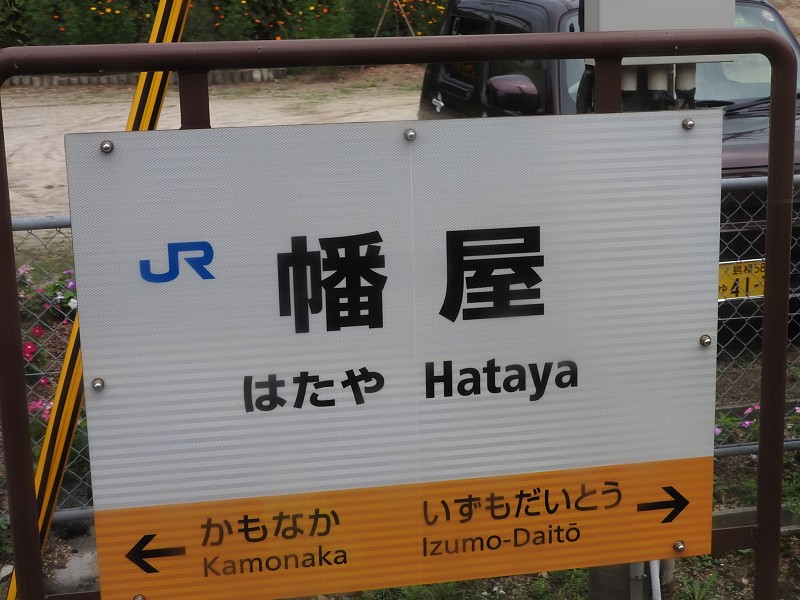 JR 幡屋
はたや Hataya
← かもなか いずもだいとう →
Kamonaka Izumo-Daitō
41-